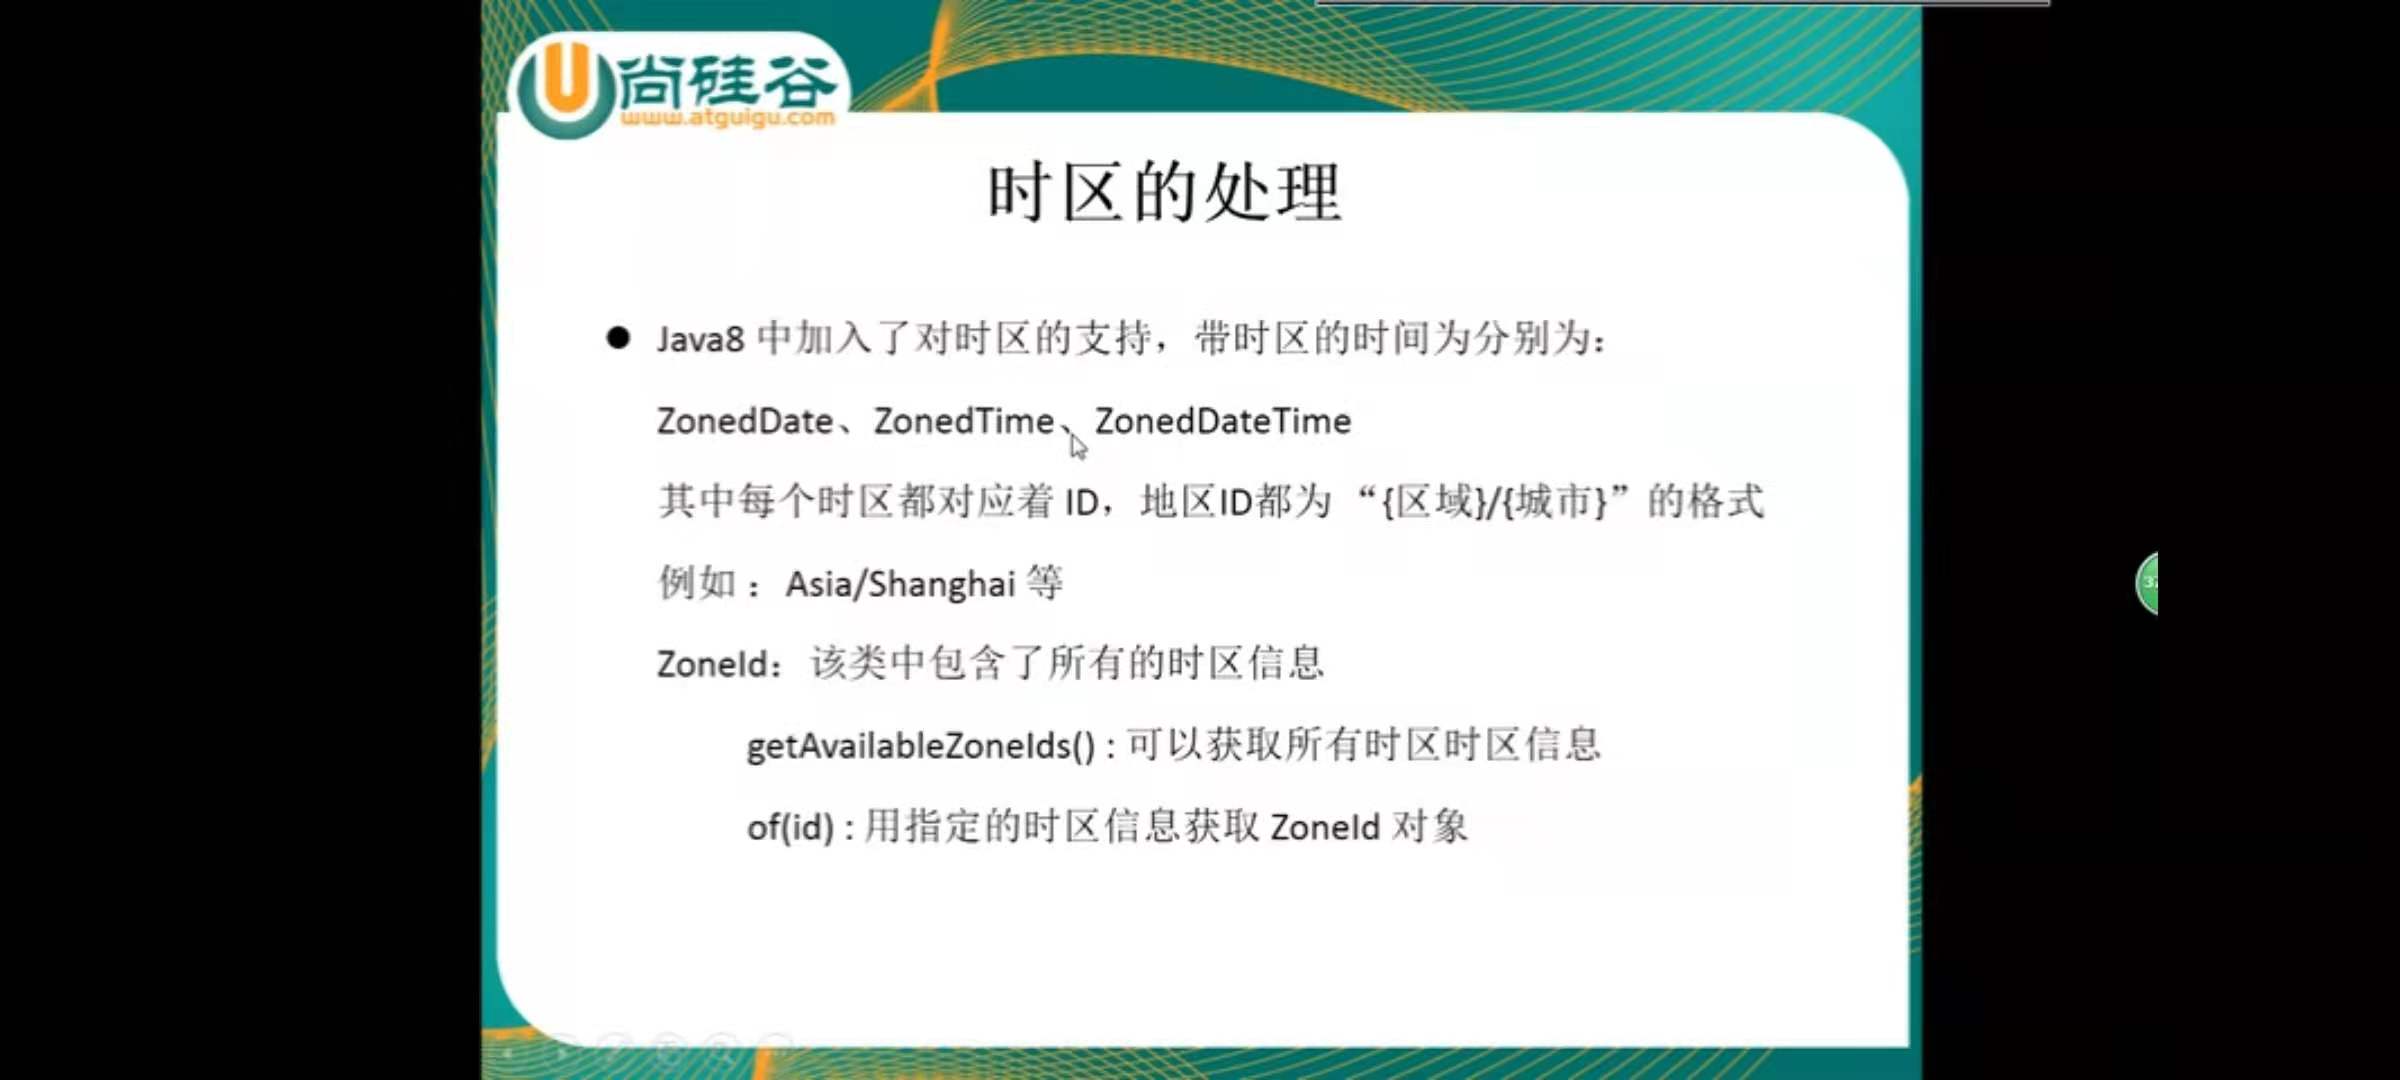 尚硅谷
www.atguigu.com
时区的处理
● Java8 中加入了对时区的支持，带时区的时间为分别为：
ZonedDate、ZonedTime、ZonedDateTime
其中每个时区都对应着 ID，地区ID都为 “{区域}/{城市}”的格式
例如 ：Asia/Shanghai 等
ZoneId：该类中包含了所有的时区信息
getAvailableZoneIds() : 可以获取所有时区时区信息
of(id) : 用指定的时区信息获取 ZoneId 对象